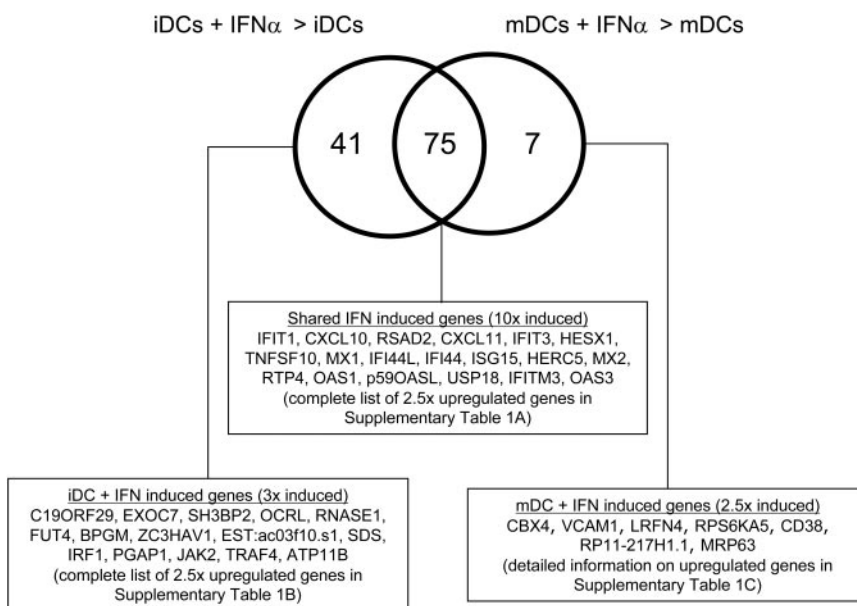 iDCs + IFNα > iDCs
mDCs + IFNα > mDCs
41
75
7
Shared IFN induced genes (10x induced)
IFIT1, CXCL10, RSAD2, CXCL11, IFIT3, HESX1,
TNFSF10, MX1, IFI44L, IFI44, ISG15, HERC5, MX2,
RTP4, OAS1, p59OASL, USP18, IFITM3, OAS3
(complete list of 2.5x upregulated genes in
Supplementary Table 1A)
iDC + IFN induced genes (3x induced)
C19ORF29, EXOC7, SH3BP2, OCRL, RNASE1,
FUT4, BPGM, ZC3HAV1, EST:ac03f10.s1, SDS,
IRF1, PGAP1, JAK2, TRAF4, ATP11B
(complete list of 2.5x upregulated genes in
Supplementary Table 1B)
mDC + IFN induced genes (2.5x induced)
CBX4, VCAM1, LRFN4, RPS6KA5, CD38,
RP11-217H1.1, MRP63
(detailed information on upregulated genes in
Supplementary Table 1C)